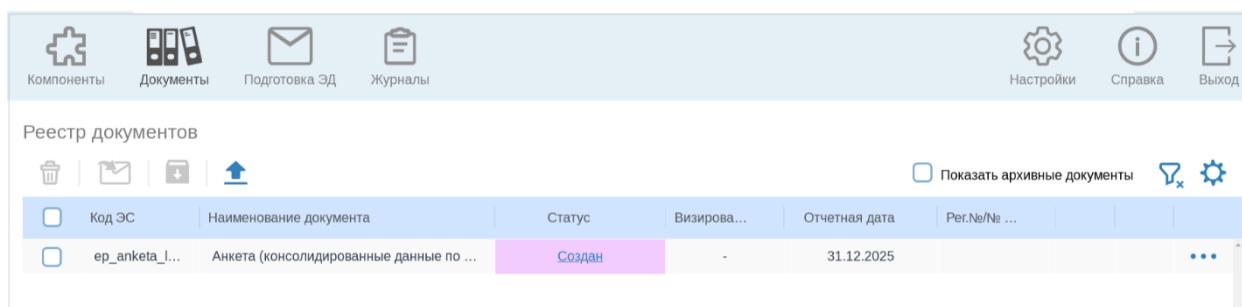 Компоненты Документы Подготовка ЭД Журналы Настройки Справка Выход
Реестр документов
Показать архивные документы
Код ЭС Наименование документа Статус Визирова... Отчетная дата Рег.№/№ ...
ep_anketa_l... Анкета (консолидированные данные по ... Создан - 31.12.2025